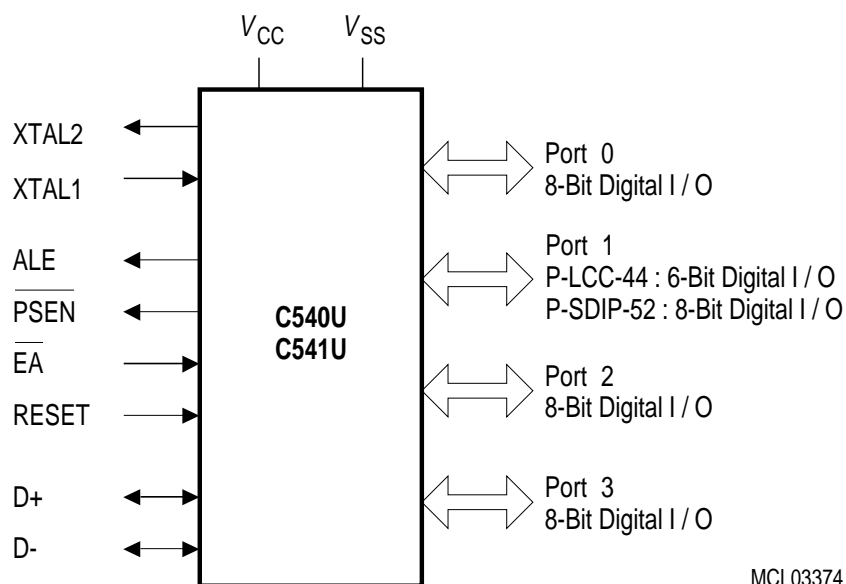 VCC
VSS
XTAL2
XTAL1
ALE
PSEN
EA
RESET
D+
D-
C540U
C541U
Port 0
8-Bit Digital I / O
Port 1
P-LCC-44 : 6-Bit Digital I / O
P-SDIP-52 : 8-Bit Digital I / O
Port 2
8-Bit Digital I / O
Port 3
8-Bit Digital I / O
MCL03374